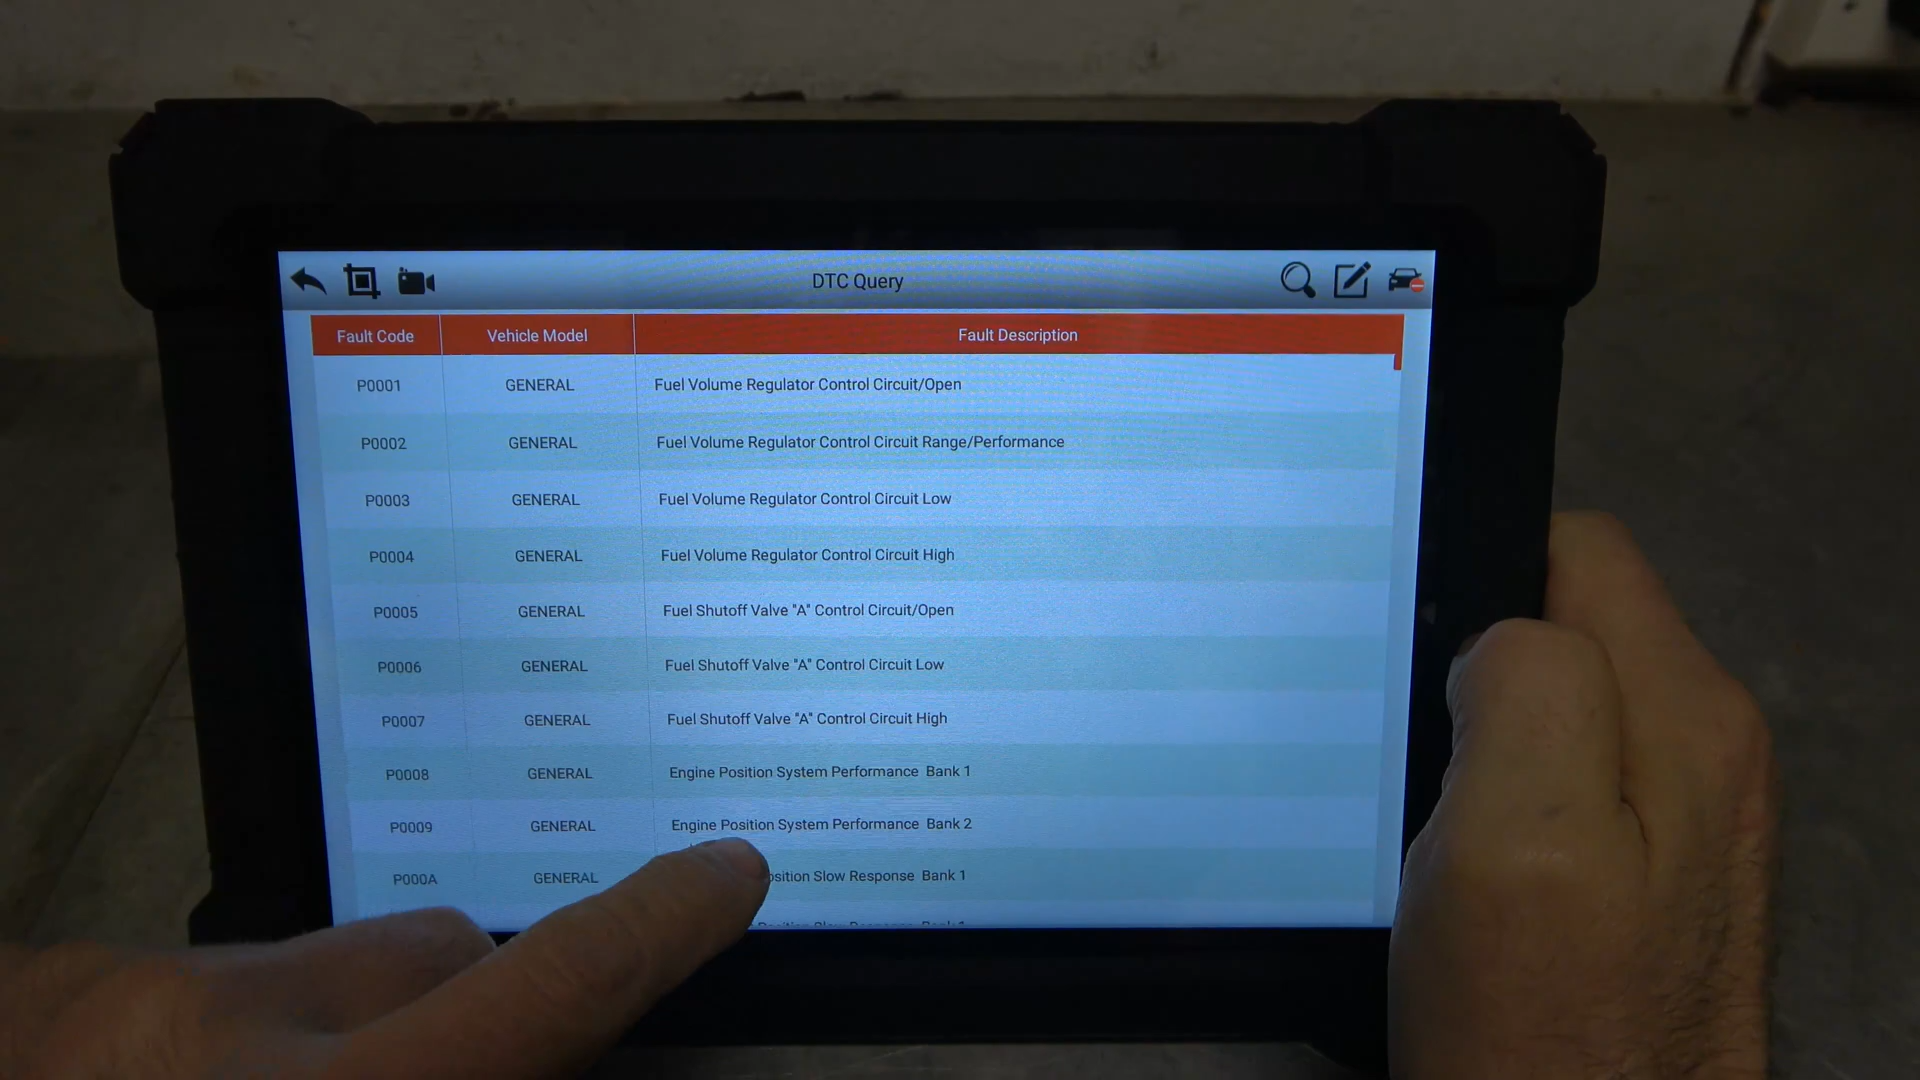 DTC Query
Fault Code Vehicle Model Fault Description
P0001 GENERAL Fuel Volume Regulator Control Circuit/Open
P0002 GENERAL Fuel Volume Regulator Control Circuit Range/Performance
P0003 GENERAL Fuel Volume Regulator Control Circuit Low
P0004 GENERAL Fuel Volume Regulator Control Circuit High
P0005 GENERAL Fuel Shutoff Valve "A" Control Circuit/Open
P0006 GENERAL Fuel Shutoff Valve "A" Control Circuit Low
P0007 GENERAL Fuel Shutoff Valve "A" Control Circuit High
P0008 GENERAL Engine Position System Performance Bank 1
P0009 GENERAL Engine Position System Performance Bank 2
P000A GENERAL Slow Response Bank 1